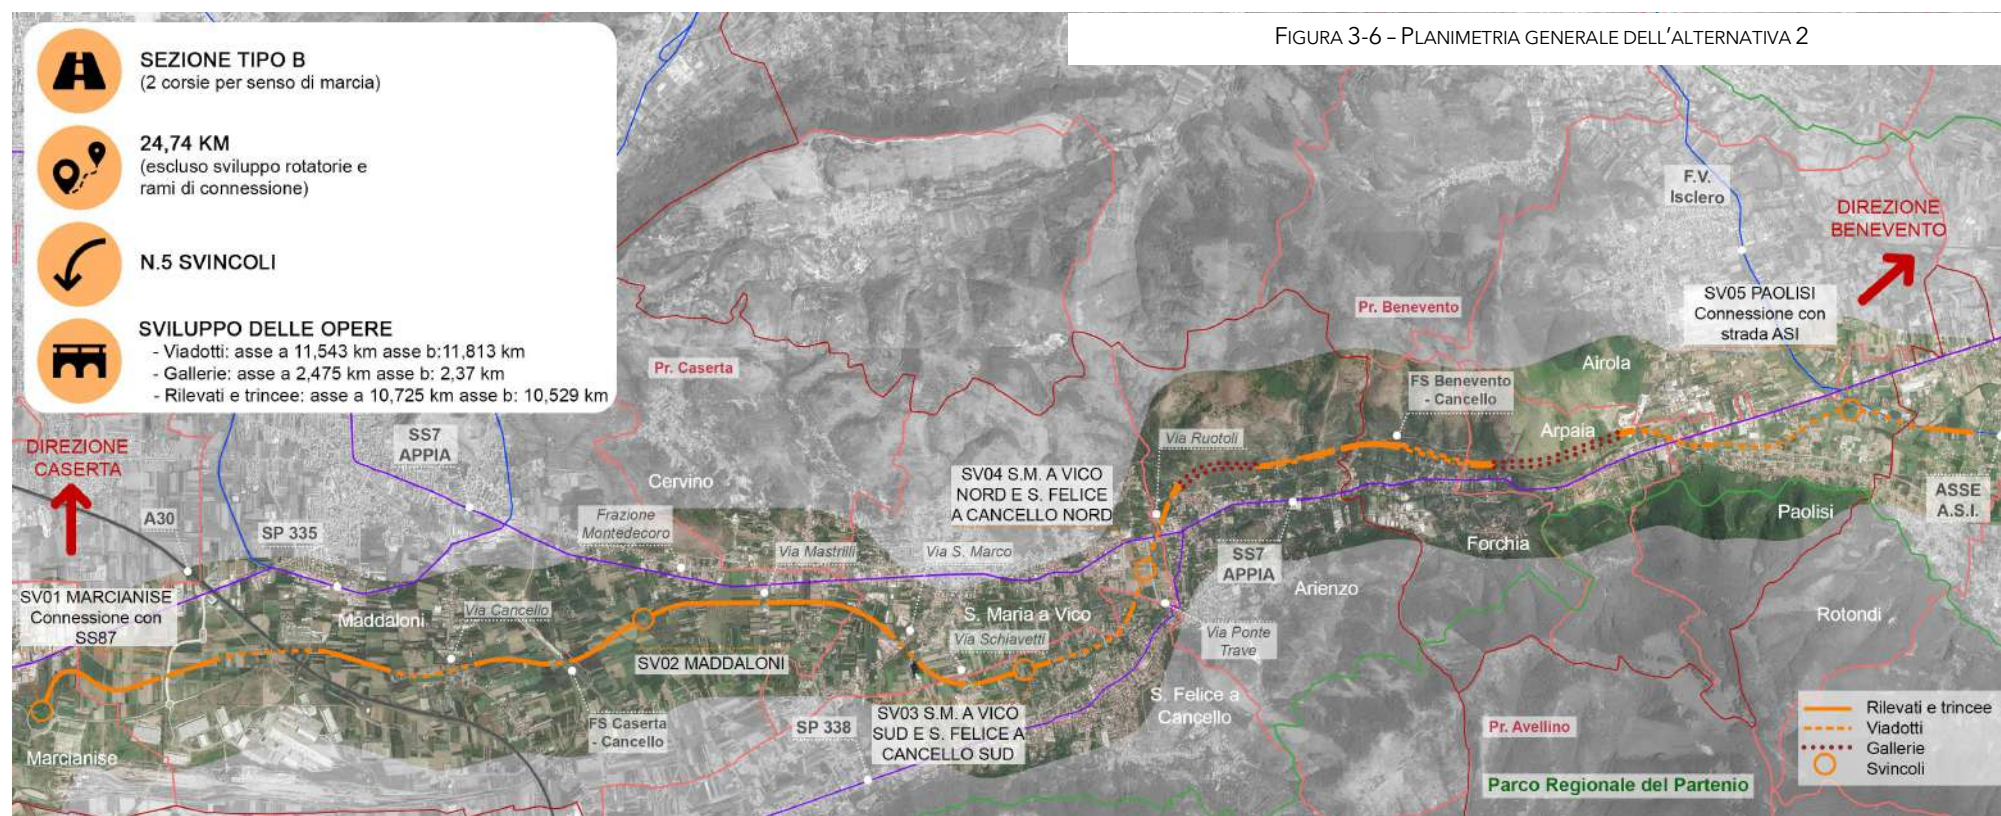 FIGURA 3-6 – PLANIMETRIA GENERALE DELL'ALTERNATIVA 2
SEZIONE TIPO B
(2 corsie per senso di marcia)
24,74 KM
(escluso sviluppo rotatorie e
rami di connessione)
N.5 SVINCOLI
SVILUPPO DELLE OPERE
- Viadotti: asse a 11,543 km asse b:11,813 km
- Gallerie: asse a 2,475 km asse b: 2,37 km
- Rilevati e trincee: asse a 10,725 km asse b: 10,529 km
F.V.
Isclero
DIREZIONE
BENEVENTO
SV05 PAOLISI
Connessione con
strada ASI
Pr. Benevento
Pr. Caserta
Airola
FS Benevento
- Cancello
Arpaia
DIREZIONE
CASERTA
SS7
APPIA
Via Ruotoli
Cervino
SV04 S.M. A VICO
NORD E S. FELICE
A CANCELLO NORD
A30
SP 335
Frazione
Montedecoro
Via Mastrilli
Via S. Marco
ASSE
A.S.I.
Paolisi
Forchia
SS7
APPIA
Arienzo
SV01 MARCIANISE
Connessione con
SS87
Maddaloni
Via Cancello
S. Maria a Vico
Via Schiavetti
Via Ponte
Trave
Rotondi
SV02 MADDALONI
S. Felice a
Cancello
FS Caserta
- Cancello
SP 338
SV03 S.M. A VICO
SUD E S. FELICE A
CANCELLO SUD
Marcianise
Pr. Avellino
Parco Regionale del Partenio
Rilevati e trincee
Viadotti
Gallerie
Svincoli